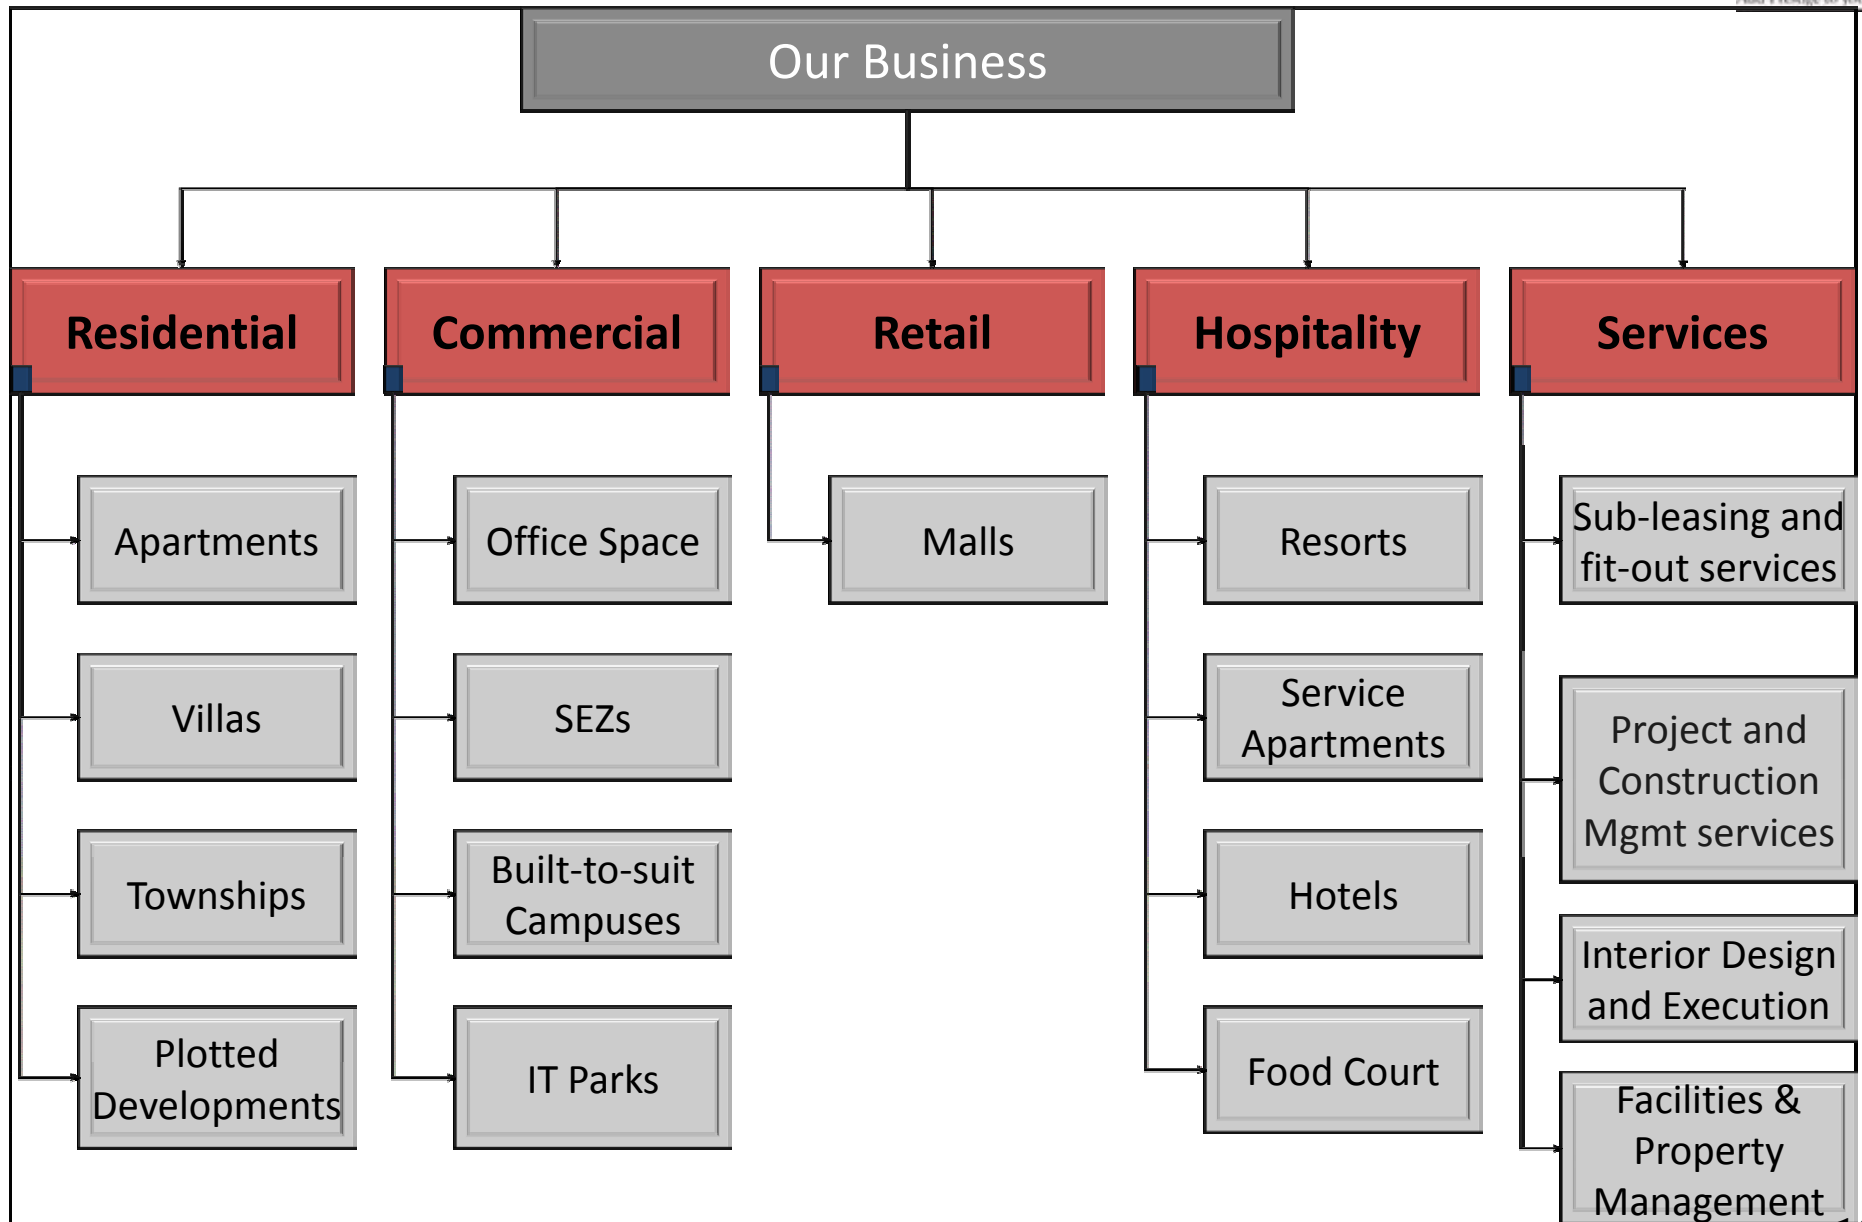 Our Business
Residential
Commercial
Retail
Hospitality
Services
Apartments
Villas
Townships
Plotted
Developments
Office Space
SEZs
Built-to-suit
Campuses
IT Parks
Malls
Resorts
Service
Apartments
Hotels
Food Court
Sub-leasing and
fit-out services
Project and
Construction
Mgmt services
Interior Design
and Execution
Facilities &
Property
Management